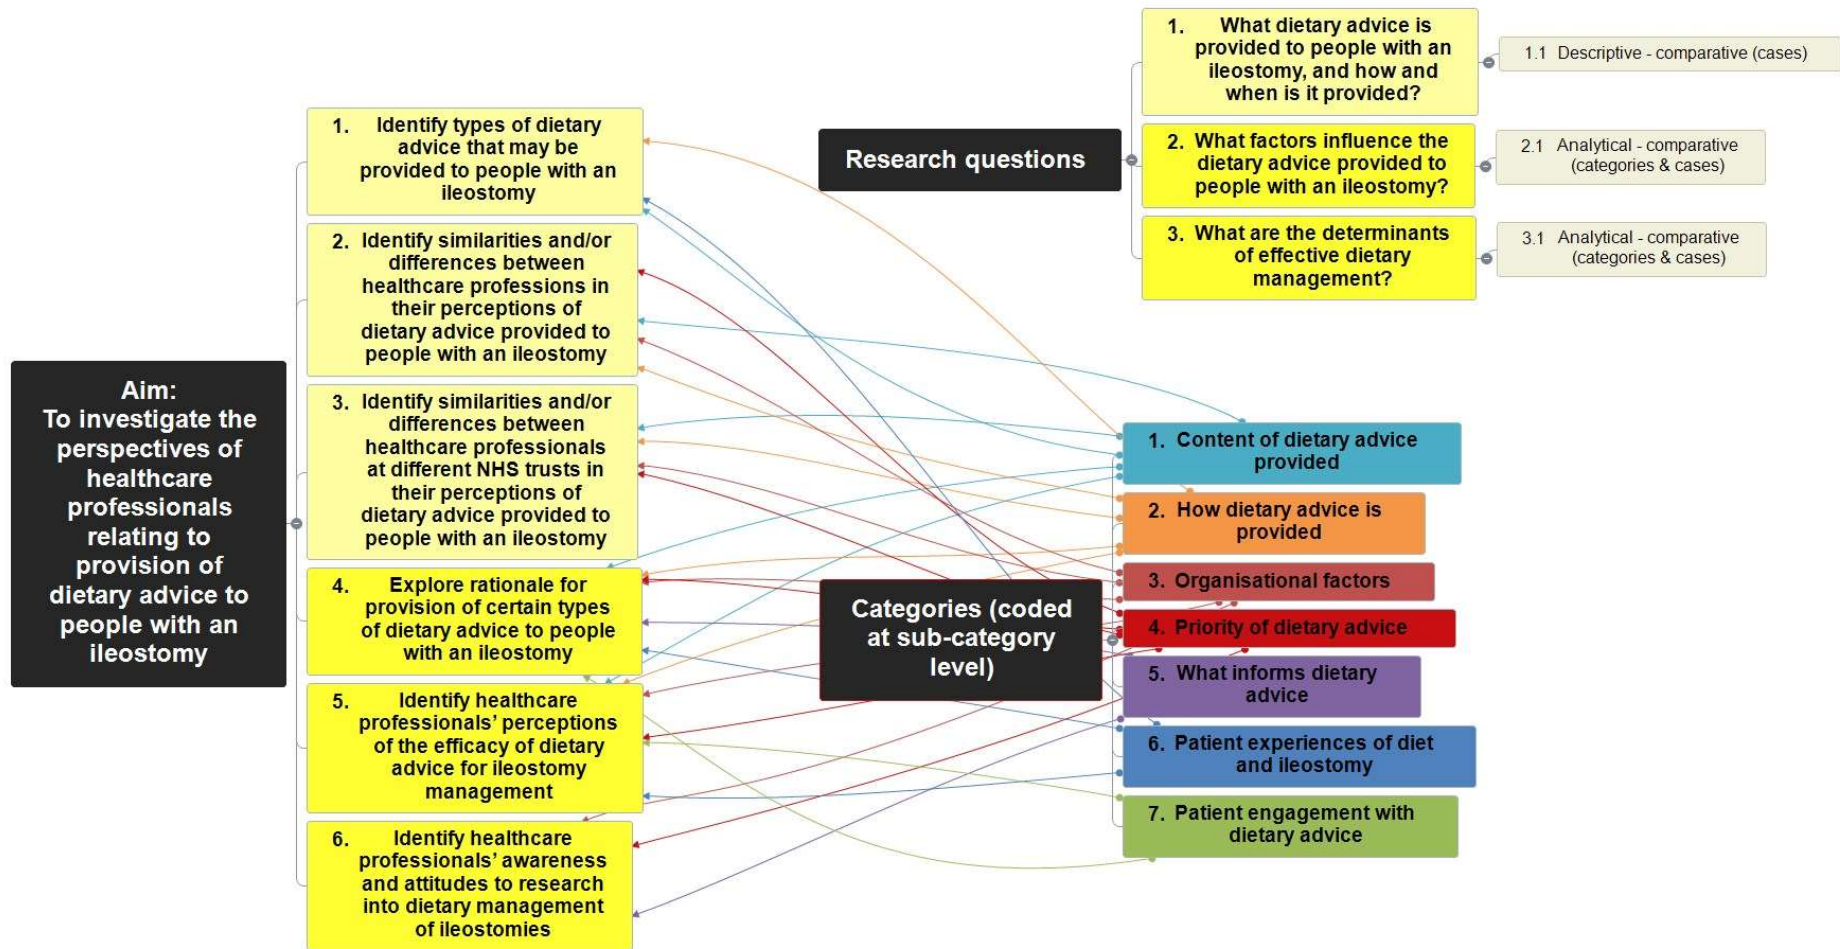 Aim:
To investigate the
perspectives of
healthcare
professionals
relating to
provision of
dietary advice to
people with an
ileostomy
1. Identify types of dietary
advice that may be
provided to people with an
ileostomy
2. Identify similarities and/or
differences between
healthcare professions in
their perceptions of
dietary advice provided to
people with an ileostomy
3. Identify similarities and/or
differences between
healthcare professionals
at different NHS trusts in
their perceptions of
dietary advice provided to
people with an ileostomy
4. Explore rationale for
provision of certain types
of dietary advice to people
with an ileostomy
5. Identify healthcare
professionals’ perceptions
of the efficacy of dietary
advice for ileostomy
management
6. Identify healthcare
professionals’ awareness
and attitudes to research
into dietary management
of ileostomies
Research questions
1. What dietary advice is
provided to people with an
ileostomy, and how and
when is it provided?
1.1 Descriptive - comparative (cases)
2. What factors influence the
dietary advice provided to
people with an ileostomy?
2.1 Analytical - comparative
(categories & cases)
3. What are the determinants
of effective dietary
management?
3.1 Analytical - comparative
(categories & cases)
Categories (coded
at sub-category
level)
1. Content of dietary advice
provided
2. How dietary advice is
provided
3. Organisational factors
4. Priority of dietary advice
5. What informs dietary
advice
6. Patient experiences of diet
and ileostomy
7. Patient engagement with
dietary advice